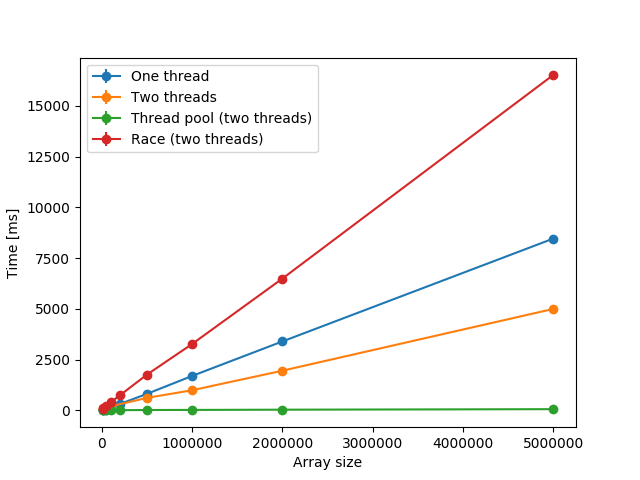 One thread
Two threads
Thread pool (two threads)
Race (two threads)
15000
12500
10000
7500
5000
2500
0
Time [ms]
0 1000000 2000000 3000000 4000000 5000000
Array size